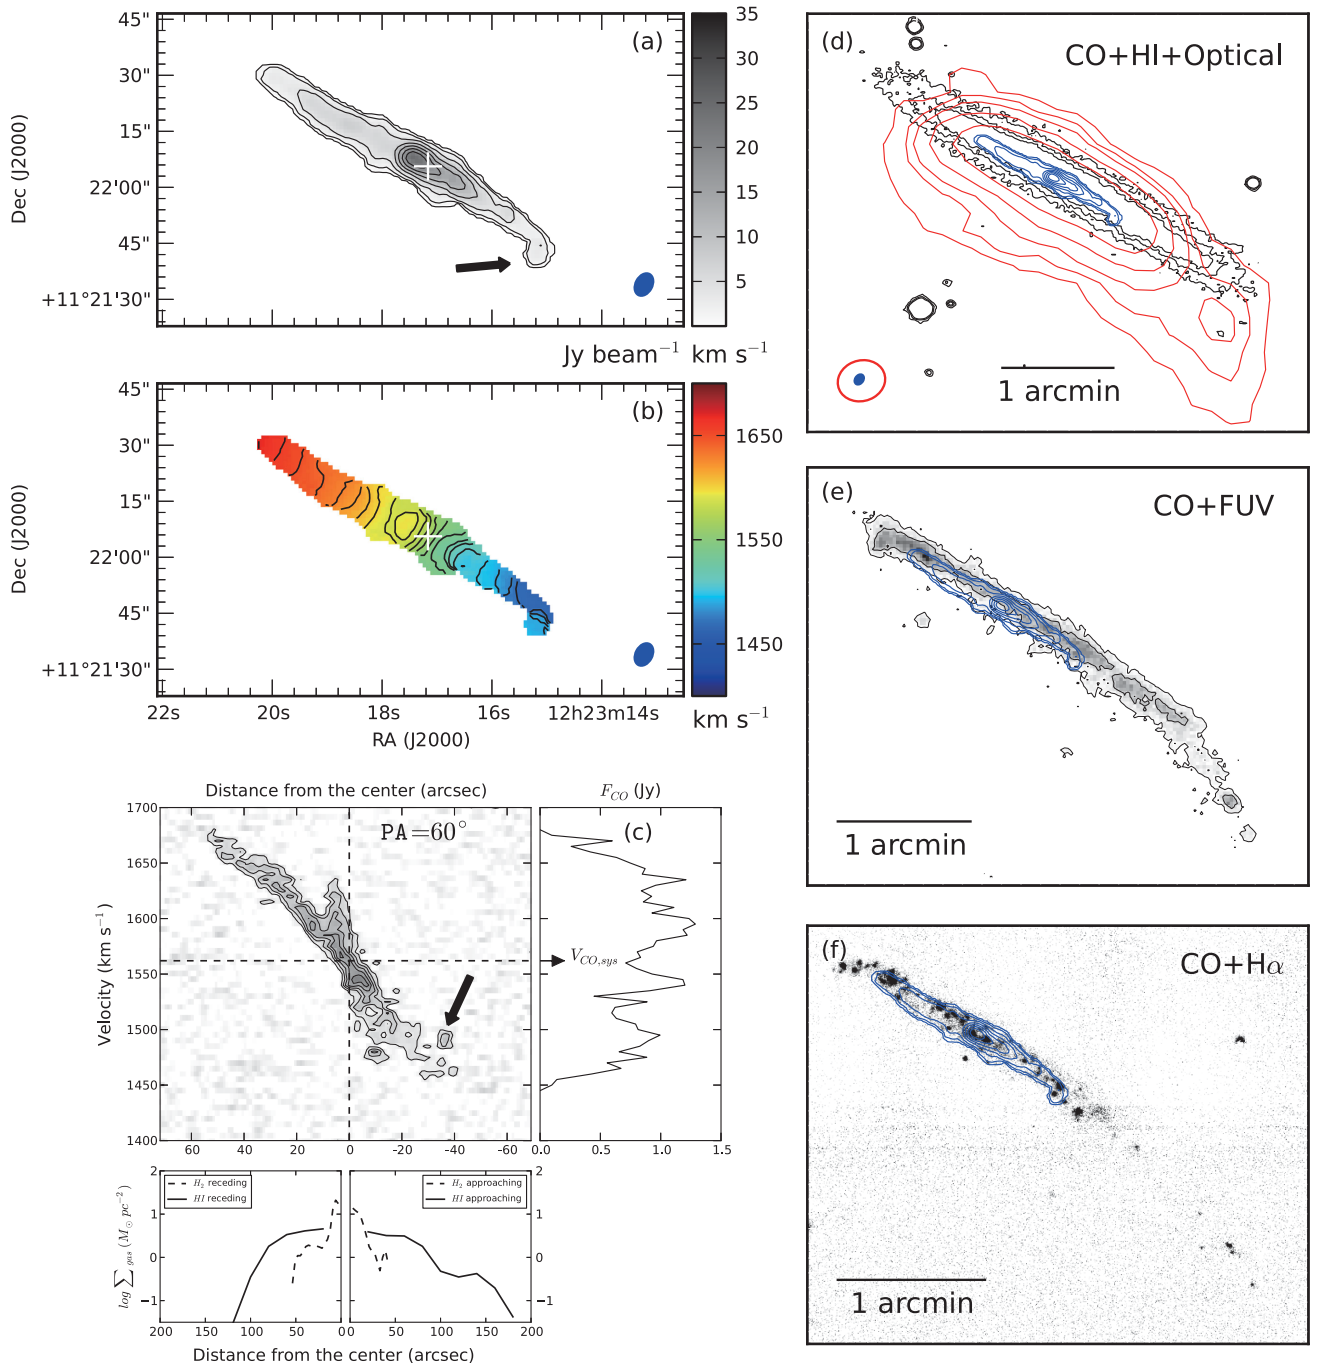 (a)
45"
30"
15"
22'00"
45"
+11°21'30"
Dec (J2000)
35
30
25
20
15
10
5
Jy beam⁻¹ km s⁻¹
(b)
45"
30"
15"
22'00"
45"
+11°21'30"
Dec (J2000)
22s 20s 18s 16s 12h23m14s
RA (J2000)
1650
1550
1450
km s⁻¹
Distance from the center (arcsec)
PA=60°
1700
1650
1600
1550
1500
1450
1400
Velocity (km s⁻¹)
60 40 20 0 -20 -40 -60
F_CO (Jy)
(c)
V_CO,sys
0.0 0.5 1.0 1.5
H₂ receding
HI receding
H₂ approaching
HI approaching
2
1
0
−1
2
1
0
−1
log ∑ gas (M⊙ pc⁻²)
200 150 100 50 0
0 50 100 150 200
Distance from the center (arcsec)
(d)
CO+HI+Optical
1 arcmin
(e)
CO+FUV
1 arcmin
(f)
CO+Hα
1 arcmin